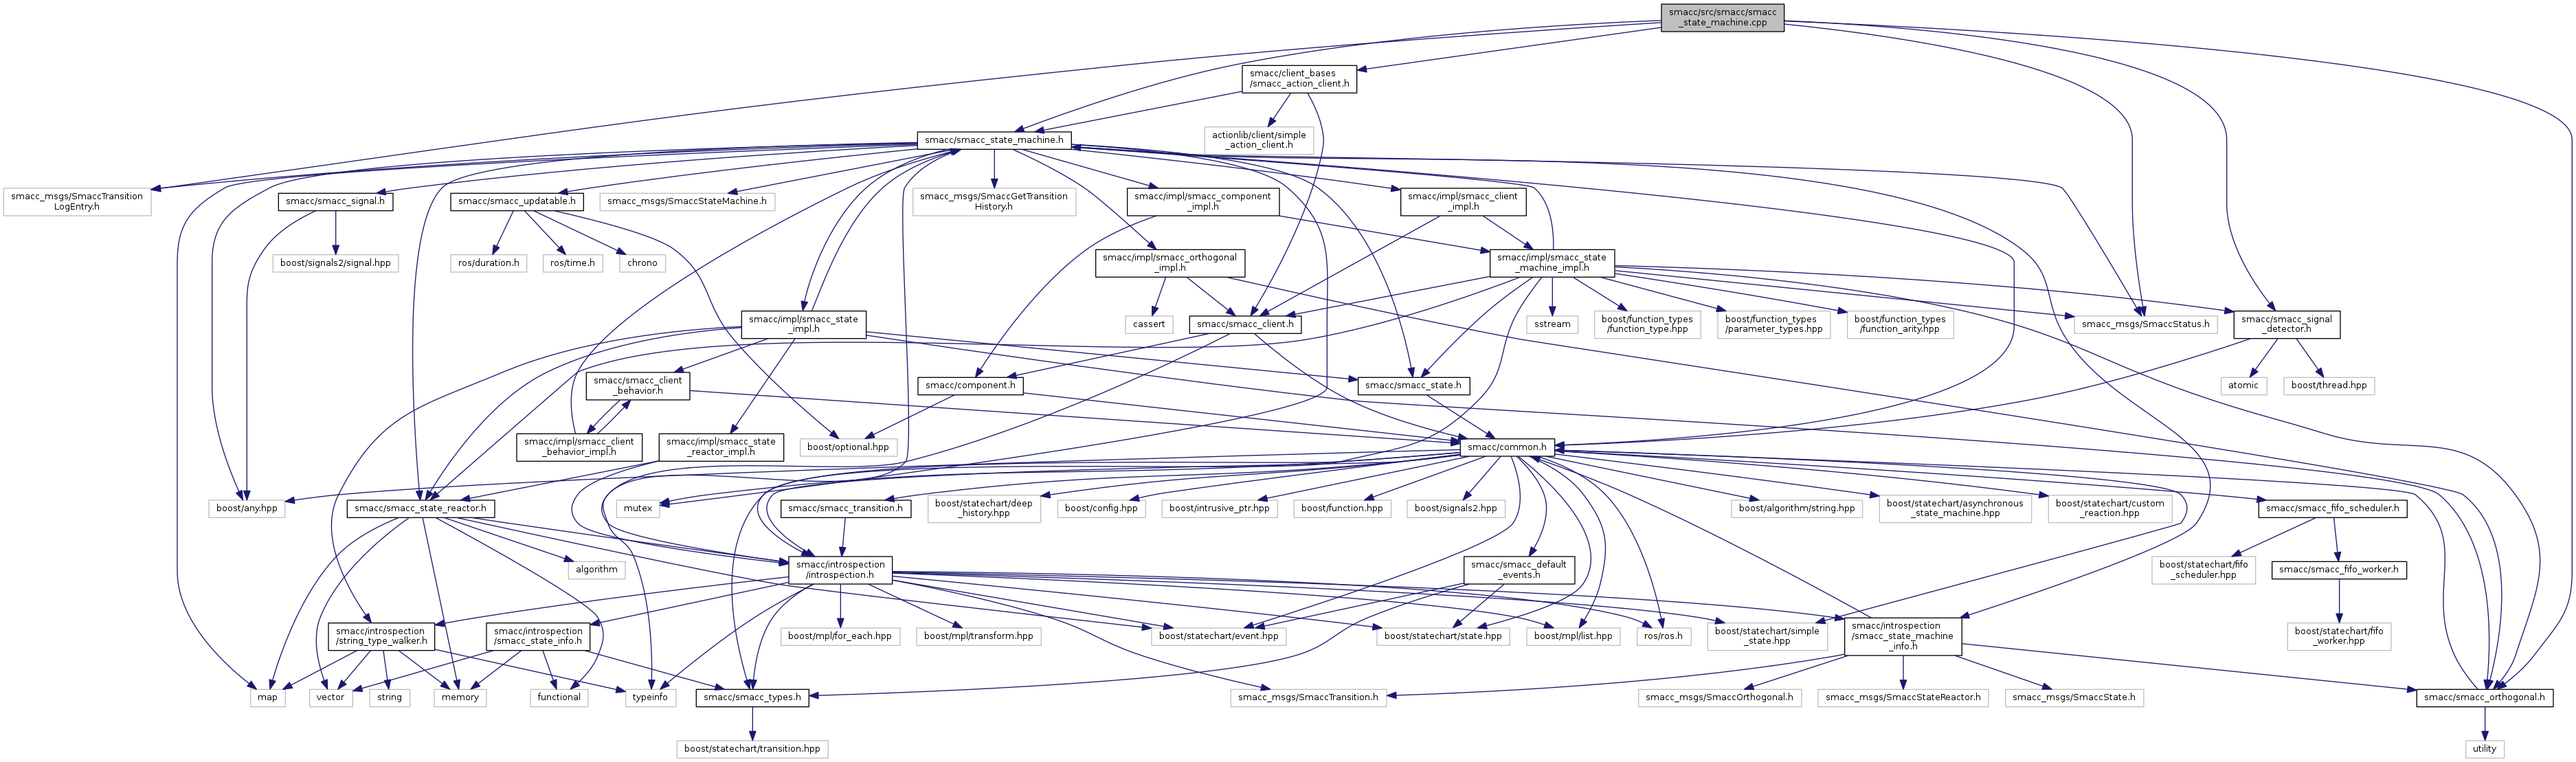 smacc/src/smacc/smacc
_state_machine.cpp
smacc/client_bases
/smacc_action_client.h
actionlib/client/simple
_action_client.h
smacc/smacc_state_machine.h
smacc_msgs/SmaccTransition
LogEntry.h
smacc/smacc_signal.h
smacc/smacc_updatable.h
smacc_msgs/SmaccStateMachine.h
smacc_msgs/SmaccGetTransition
History.h
smacc/impl/smacc_component
_impl.h
smacc/impl/smacc_client
_impl.h
boost/signals2/signal.hpp
ros/duration.h
ros/time.h
chrono
smacc/impl/smacc_orthogonal
_impl.h
smacc/impl/smacc_state
_machine_impl.h
smacc/impl/smacc_state
_impl.h
cassert
smacc/smacc_client.h
sstream
boost/function_types
/function_type.hpp
boost/function_types
/parameter_types.hpp
boost/function_types
/function_arity.hpp
smacc_msgs/SmaccStatus.h
smacc/smacc_signal
_detector.h
smacc/smacc_client
_behavior.h
smacc/component.h
smacc/smacc_state.h
atomic
boost/thread.hpp
smacc/impl/smacc_client
_behavior_impl.h
smacc/impl/smacc_state
_reactor_impl.h
boost/optional.hpp
smacc/common.h
boost/any.hpp
smacc/smacc_state_reactor.h
mutex
smacc/smacc_transition.h
boost/statechart/deep
_history.hpp
boost/config.hpp
boost/intrusive_ptr.hpp
boost/function.hpp
boost/signals2.hpp
boost/algorithm/string.hpp
boost/statechart/asynchronous
_state_machine.hpp
boost/statechart/custom
_reaction.hpp
smacc/smacc_fifo_scheduler.h
algorithm
smacc/introspection
/introspection.h
smacc/smacc_default
_events.h
boost/statechart/fifo
_scheduler.hpp
smacc/smacc_fifo_worker.h
smacc/introspection
/string_type_walker.h
smacc/introspection
/smacc_state_info.h
boost/mpl/for_each.hpp
boost/mpl/transform.hpp
boost/statechart/event.hpp
boost/statechart/state.hpp
boost/mpl/list.hpp
ros/ros.h
boost/statechart/simple
_state.hpp
smacc/introspection
/smacc_state_machine
_info.h
boost/statechart/fifo
_worker.hpp
map
vector
string
memory
functional
typeinfo
smacc/smacc_types.h
smacc_msgs/SmaccTransition.h
smacc_msgs/SmaccOrthogonal.h
smacc_msgs/SmaccStateReactor.h
smacc_msgs/SmaccState.h
smacc/smacc_orthogonal.h
boost/statechart/transition.hpp
utility